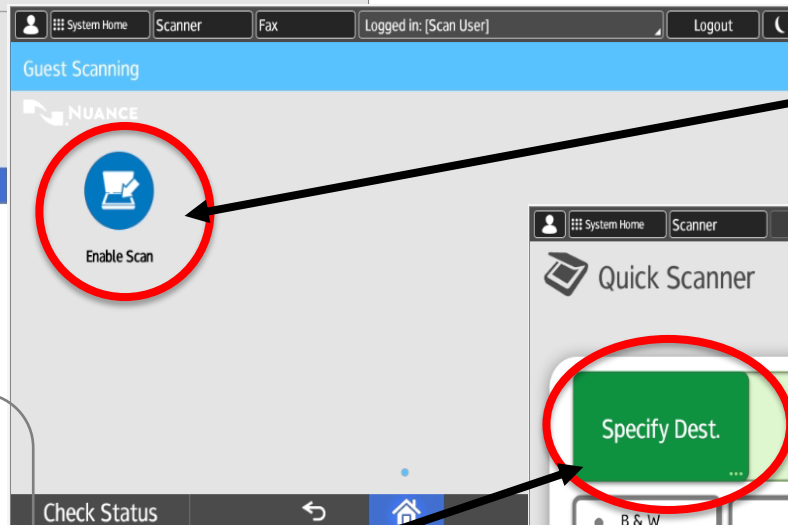 System Home Scanner Fax Logged in: [Scan User] Logout
Guest Scanning
NUANCE
Enable Scan
System Home Scanner
Quick Scanner
Specify Dest.
...
Check Status
B & W